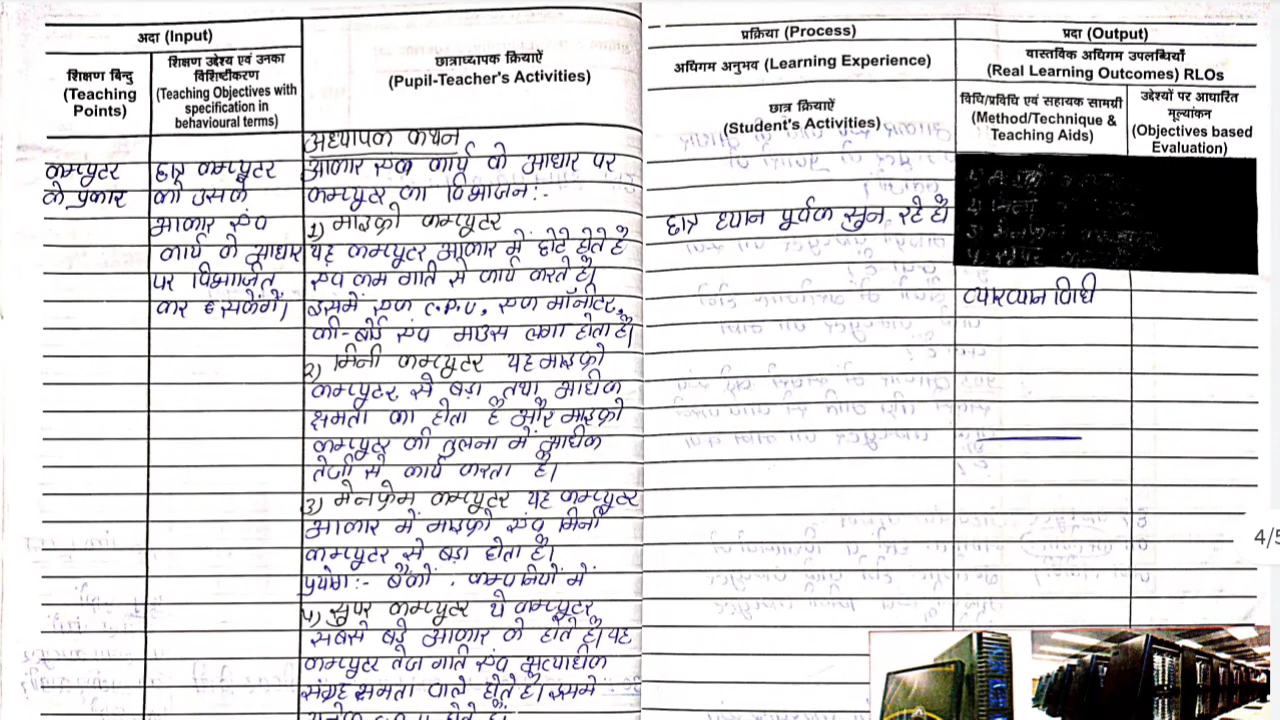 अदा (Input)
शिक्षण बिन्दु
(Teaching
Points)
शिक्षण उद्देश्य एवं उनका
विशिष्टीकरण
(Teaching Objectives with
specification in
behavioural terms)
छात्राध्यापक क्रियाऐं
(Pupil-Teacher's Activities)
कम्प्यूटर
के प्रकार
छात्र कम्प्यूटर
को उसके
आकार एंव
कार्य के आधार
पर विभाजित
कर सकेंगें।
अध्यापक कथन
आकार एंव कार्य के आधार पर
कम्प्यूटर का विभाजन:-
1) माइक्रो कम्प्यूटर
यह कम्प्यूटर आकार में छोटे होते है
एंव कम गति से कार्य करते है।
इसमें एक C.P.U, एक मॉनीटर,
की-बोर्ड एंव माउस लगा होता है।
2) मिनी कम्प्यूटर यह माइक्रो
कम्प्यूटर से बड़ा तथा अधिक
क्षमता का होता है और माइक्रो
कम्प्यूटर की तुलना में अधिक
तेजी से कार्य करता है।
3) मेनफ्रेम कम्प्यूटर यह कम्प्यूटर
आकार में माइक्रो एंव मिनी
कम्प्यूटर से बड़ा होता है।
प्रयोग:- बैंकों, कम्पनियों में
4) सुपर कम्प्यूटर ये कम्प्यूटर
सबसे बड़े आकार के होते है। यह
कम्प्यूटर तेज गति एंव अत्याधिक
संग्रह क्षमता वाले होते है। इसमें
प्रक्रिया (Process)
अधिगम अनुभव (Learning Experience)
छात्र क्रियाऐं
(Student's Activities)
छात्र ध्यान पूर्वक सुन रहे है।
प्रदा (Output)
वास्तविक अधिगम उपलब्धियाँ
(Real Learning Outcomes) RLOs
विधि/प्रविधि एवं सहायक सामग्री
(Method/Technique &
Teaching Aids)
उद्देश्यों पर आधारित
मूल्यांकन
(Objectives based
Evaluation)
व्याख्यान विधी
4/5